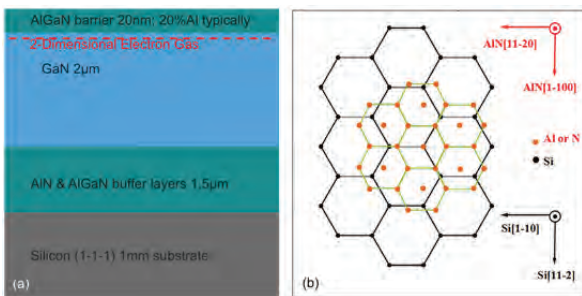 AlGaN barrier 20nm: 20%Al typically
2-Dimensional Electron Gas
GaN 2μm
AlN & AlGaN buffer layers 1.5μm
Silicon (1-1-1) 1mm substrate
(a)
(b)
AlN[11-20]
AlN[1-100]
Al or N
Si
Si[1-10]
Si[11-2]